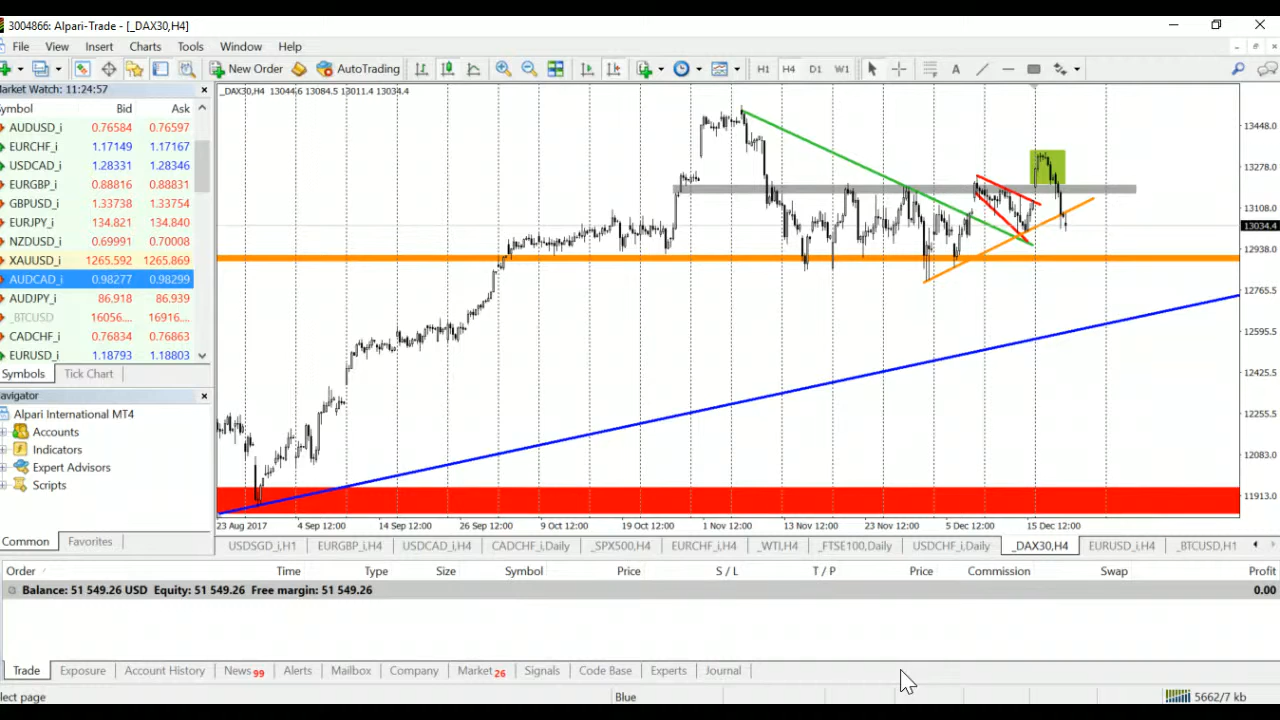 3004866: Alpari-Trade - [_DAX30,H4]
File View Insert Charts Tools Window Help
New Order AutoTrading H1 H4 D1 W1 A
Market Watch: 11:24:57
Symbol Bid Ask
AUDUSD_i 0.76584 0.76597
EURCHF_i 1.17149 1.17167
USDCAD_i 1.28331 1.28346
EURGBP_i 0.88816 0.88831
GBPUSD_i 1.33738 1.33754
EURJPY_i 134.821 134.840
NZDUSD_i 0.69991 0.70008
XAUUSD_i 1265.592 1265.869
AUDCAD_i 0.98277 0.98299
AUDJPY_i 86.918 86.939
_BTCUSD 16056.... 16916....
CADCHF_i 0.76834 0.76863
EURUSD_i 1.18793 1.18803
Symbols Tick Chart
avigator
Alpari International MT4
Accounts
Indicators
Expert Advisors
Scripts
Common Favorites
_DAX30,H4 13044.6 13084.5 13011.4 13034.4
13448.0
13278.0
13108.0
13034.4
12938.0
12765.5
12595.5
12425.5
12255.5
12083.0
11913.0
23 Aug 2017 4 Sep 12:00 14 Sep 12:00 26 Sep 12:00 9 Oct 12:00 19 Oct 12:00 1 Nov 12:00 13 Nov 12:00 23 Nov 12:00 5 Dec 12:00 15 Dec 12:00
USDSGD_i,H1 EURGBP_i,H4 USDCAD_i,H4 CADCHF_i,Daily _SPX500,H4 EURCHF_i,H4 _WTI,H4 _FTSE100,Daily USDCHF_i,Daily _DAX30,H4 EURUSD_i,H4 _BTCUSD,H1
Order Time Type Size Symbol Price S / L T / P Price Commission Swap Profit
Balance: 51 549.26 USD Equity: 51 549.26 Free margin: 51 549.26 0.00
Trade Exposure Account History News 99 Alerts Mailbox Company Market 26 Signals Code Base Experts Journal
lect page Blue 5662/7 kb